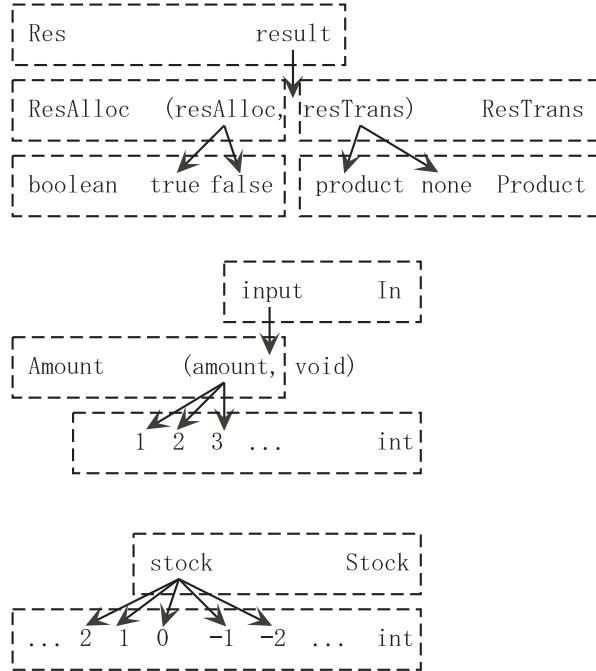 Res result
ResAlloc (resAlloc, resTrans) ResTrans
boolean true false product none Product
input In
Amount (amount, void)
1 2 3 ... int
stock Stock
... 2 1 0 -1 -2 ... int